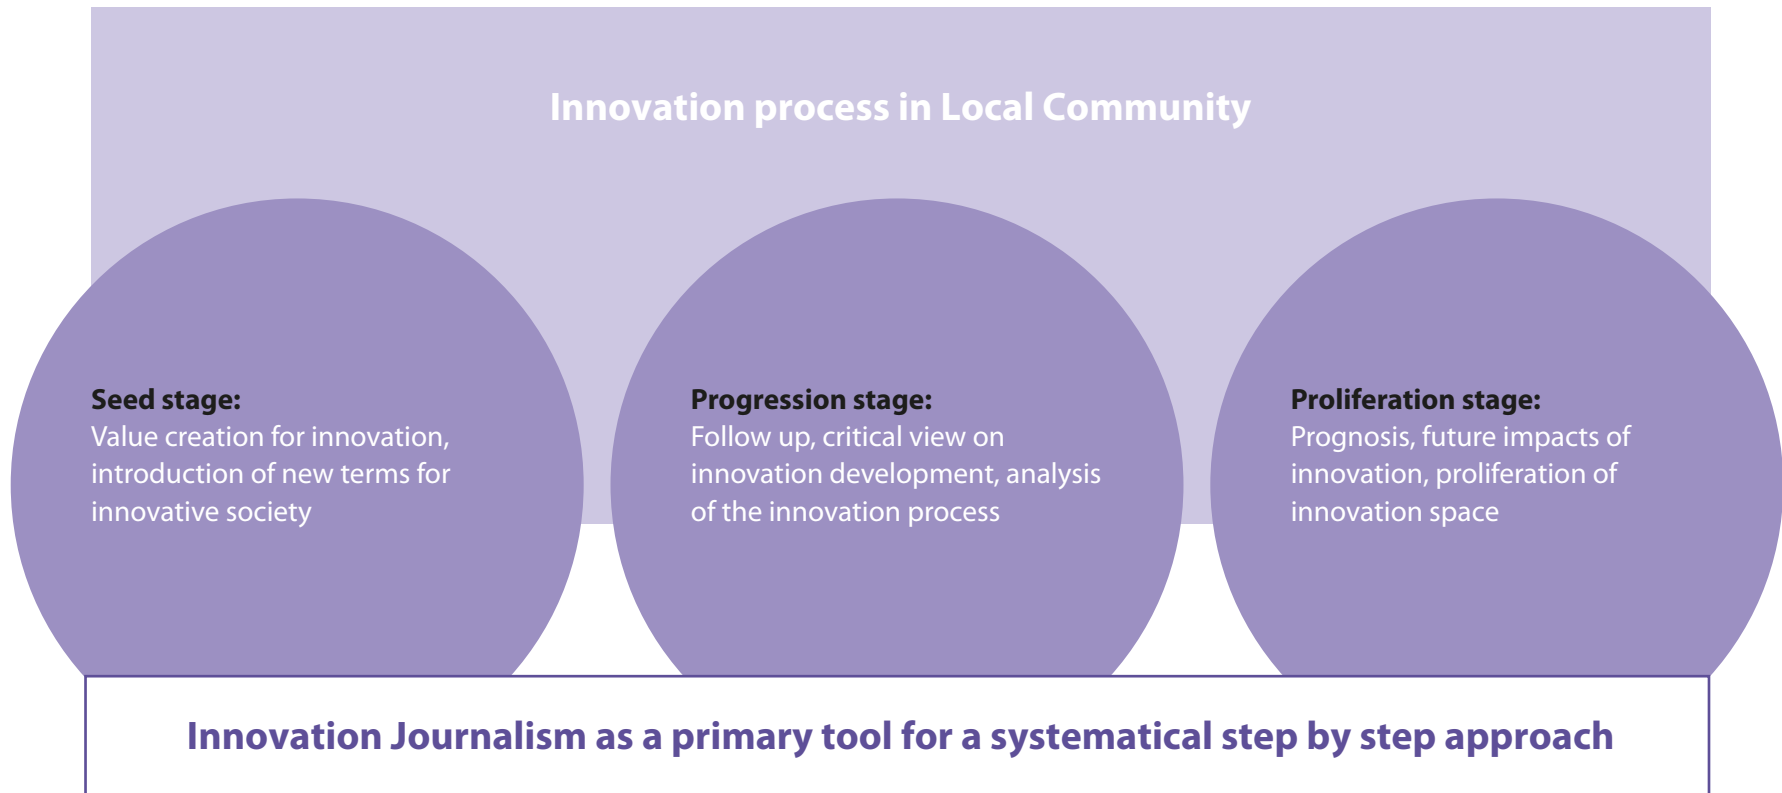 Innovation process in Local Community
Seed stage:
Value creation for innovation,
introduction of new terms for
innovative society
Progression stage:
Follow up, critical view on
innovation development, analysis
of the innovation process
Proliferation stage:
Prognosis, future impacts of
innovation, proliferation of
innovation space
Innovation Journalism as a primary tool for a systematical step by step approach